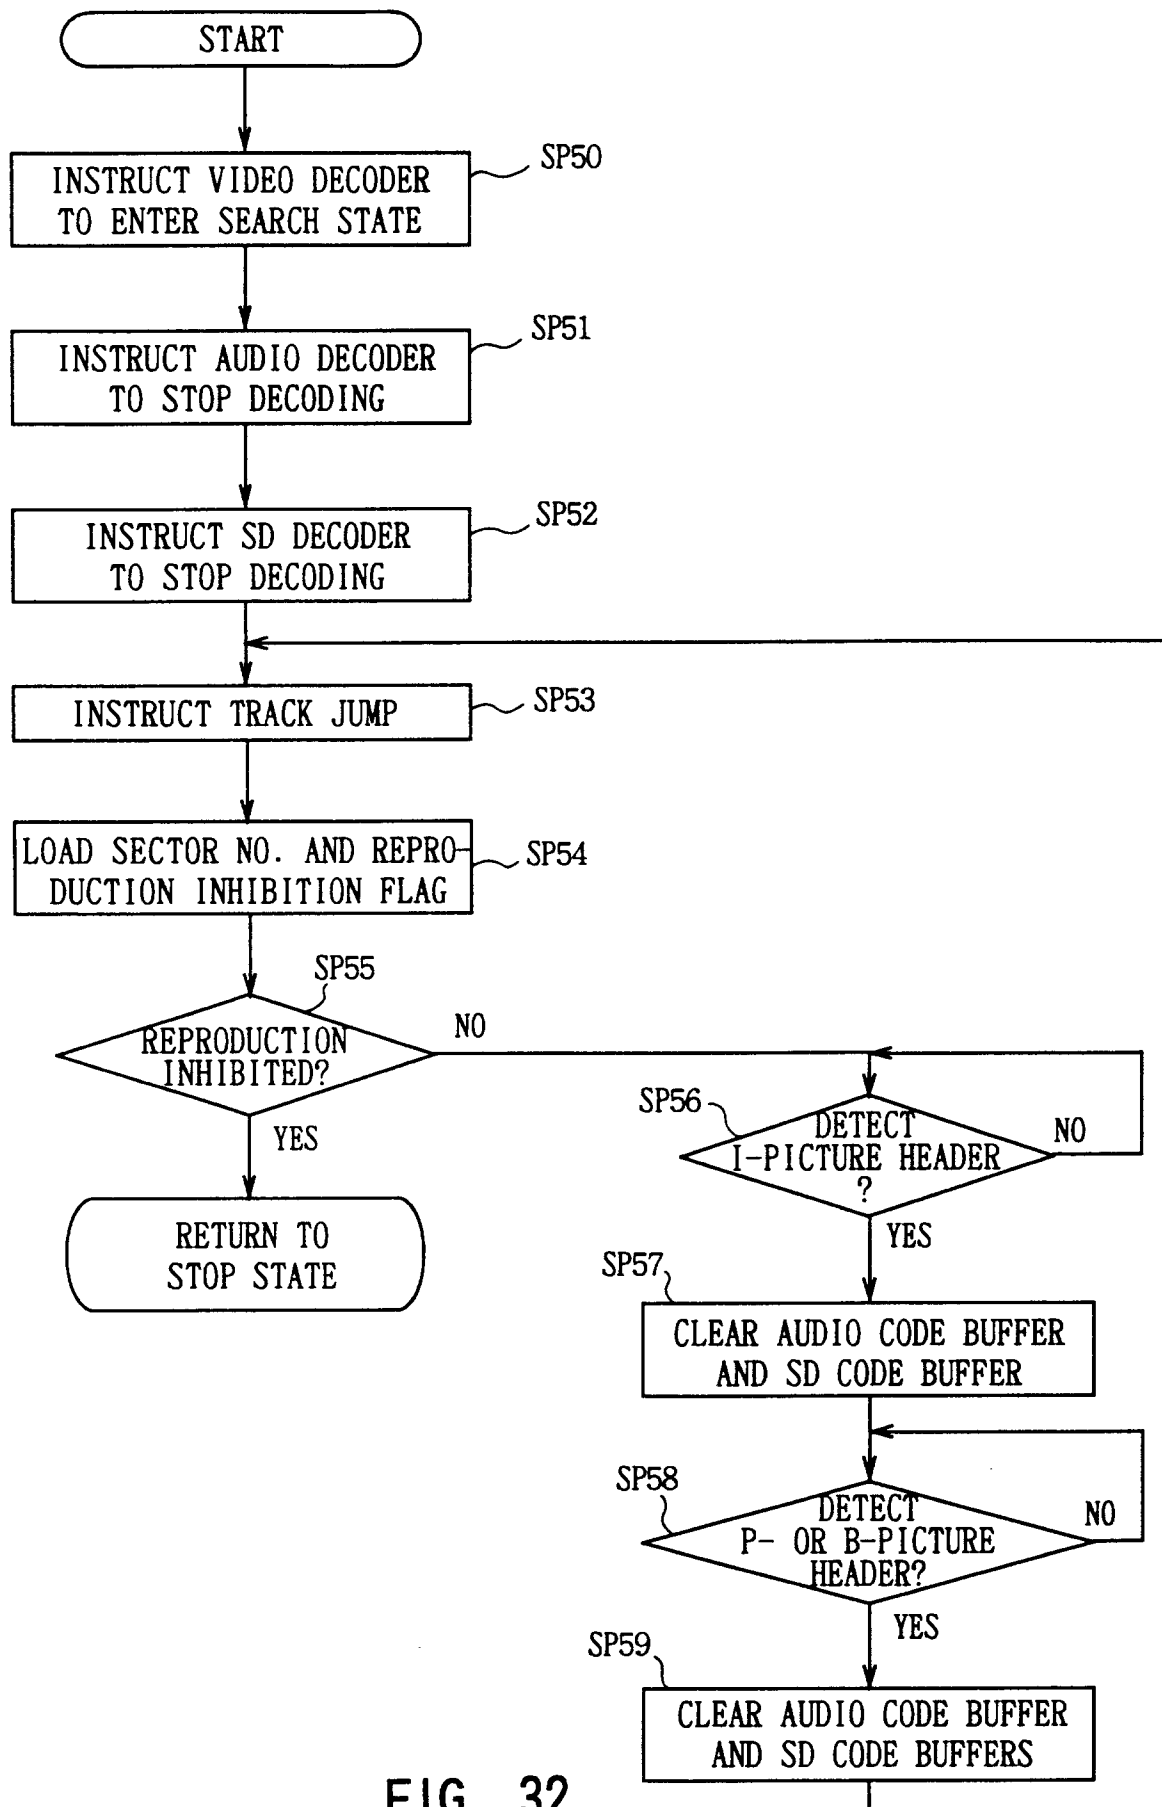 START
SP50
INSTRUCT VIDEO DECODER
TO ENTER SEARCH STATE
SP51
INSTRUCT AUDIO DECODER
TO STOP DECODING
SP52
INSTRUCT SD DECODER
TO STOP DECODING
SP53
INSTRUCT TRACK JUMP
SP54
LOAD SECTOR NO. AND REPRO-
DUCTION INHIBITION FLAG
SP55
REPRODUCTION
INHIBITED?
NO
YES
RETURN TO
STOP STATE
SP56
DETECT
I-PICTURE HEADER
?
NO
YES
SP57
CLEAR AUDIO CODE BUFFER
AND SD CODE BUFFER
SP58
DETECT
P- OR B-PICTURE
HEADER?
NO
YES
SP59
CLEAR AUDIO CODE BUFFER
AND SD CODE BUFFERS
FIG. 32